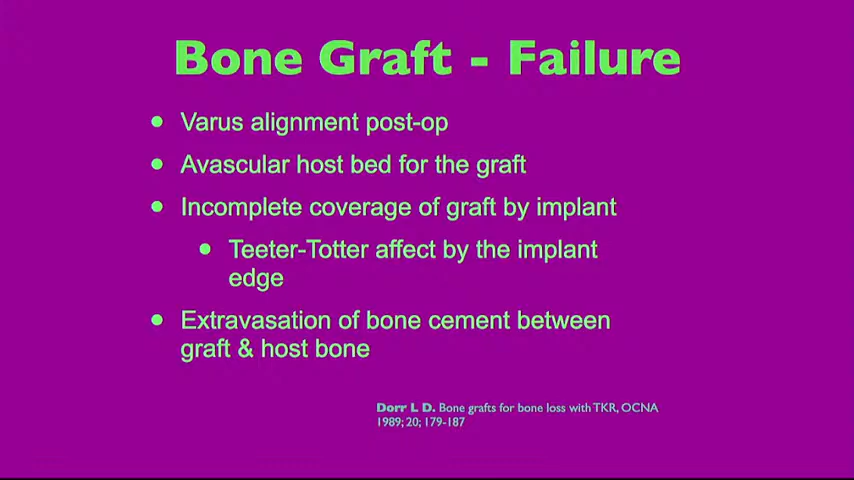 Bone Graft - Failure
• Varus alignment post-op
• Avascular host bed for the graft
• Incomplete coverage of graft by implant
• Teeter-Totter affect by the implant
edge
• Extravasation of bone cement between
graft & host bone
Dorr L D. Bone grafts for bone loss with TKR, OCNA
1989; 20; 179-187